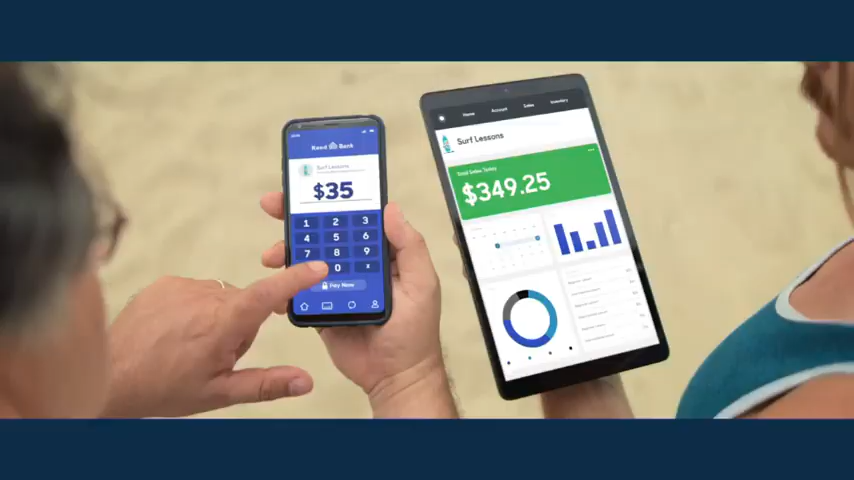 Band Bank
Surf Lessons
$35
1 2 3
4 5 6
7 8 9
0 x
Pay Now
Home Account Sales Inventory
Surf Lessons
Total Sales Today
$349.25